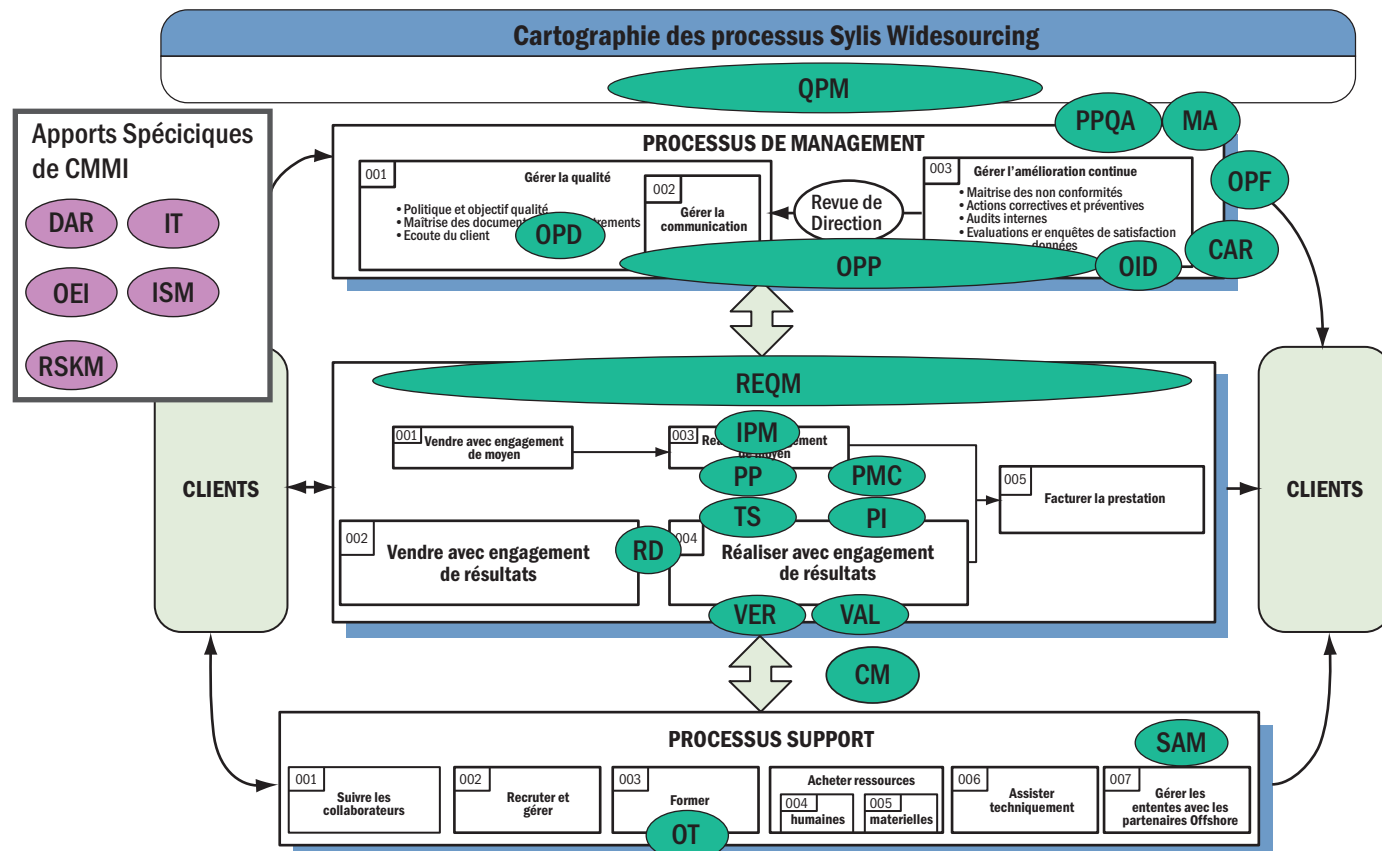 Cartographie des processus Sylis Widesourcing
QPM
Apports Spéciciques
de CMMI
DAR
IT
OEI
ISM
RSKM
PPQA
MA
OPF
CAR
PROCESSUS DE MANAGEMENT
001
Gérer la qualité
• Politique et objectif qualité
• Maîtrise des document
• Ecoute du client
OPD
002
Gérer la
communication
Revue de
Direction
003
Gérer l'amélioration continue
• Maitrise des non conformités
• Actions correctives et préventives
• Audits internes
• Evaluations er enquêtes de satisfaction
données
OPP
OID
REQM
CLIENTS
001
Vendre avec engagement
de moyen
003
IPM
de moyen
PP
PMC
TS
PI
002
Vendre avec engagement
de résultats
RD
004
Réaliser avec engagement
de résultats
005
Facturer la prestation
CLIENTS
VER
VAL
CM
PROCESSUS SUPPORT
SAM
001
Suivre les
collaborateurs
002
Recruter et
gérer
003
Former
OT
Acheter ressources
004
humaines
005
materielles
006
Assister
techniquement
007
Gérer les
ententes avec les
partenaires Offshore